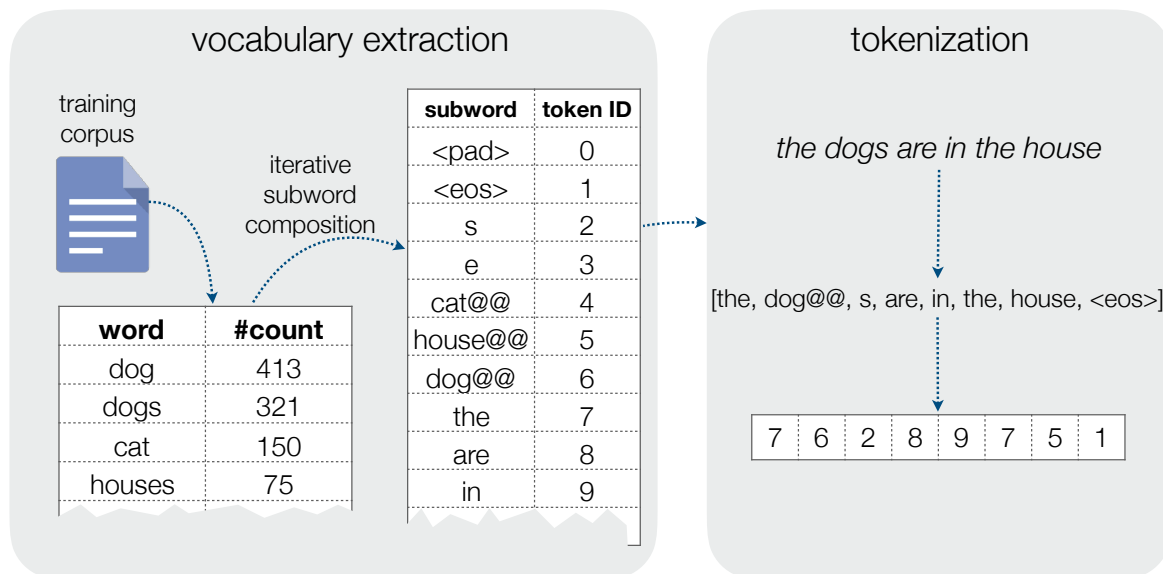 vocabulary extraction
training
corpus
iterative
subword
composition
word #count
dog 413
dogs 321
cat 150
houses 75
subword token ID
<pad> 0
<eos> 1
s 2
e 3
cat@@ 4
house@@ 5
dog@@ 6
the 7
are 8
in 9
tokenization
the dogs are in the house
[the, dog@@, s, are, in, the, house, <eos>]
7 6 2 8 9 7 5 1